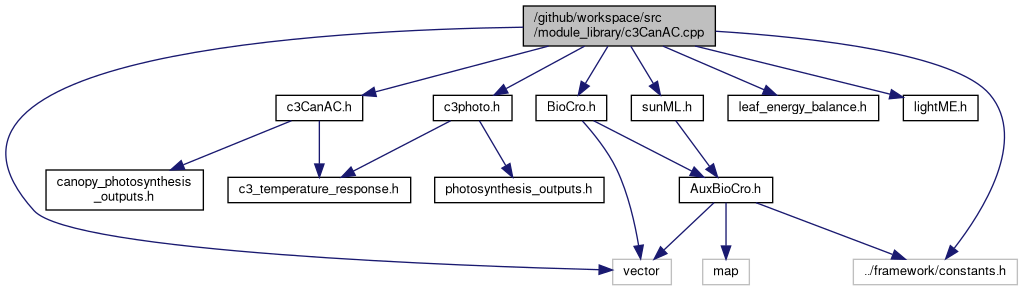 /github/workspace/src
/module_library/c3CanAC.cpp
c3CanAC.h
c3photo.h
BioCro.h
sunML.h
leaf_energy_balance.h
lightME.h
canopy_photosynthesis
_outputs.h
c3_temperature_response.h
photosynthesis_outputs.h
AuxBioCro.h
vector
map
../framework/constants.h